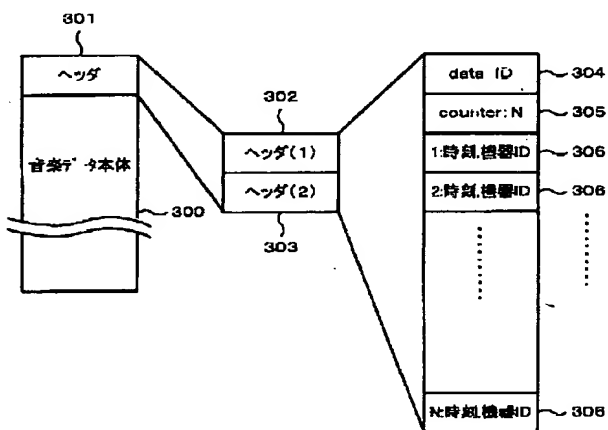 301
ヘッダ
音楽データ本体
300
302
ヘッダ(1)
ヘッダ(2)
303
data ID
304
counter: N
305
1:時刻,機器ID
306
2:時刻,機器ID
306
N:時刻,機器ID
306